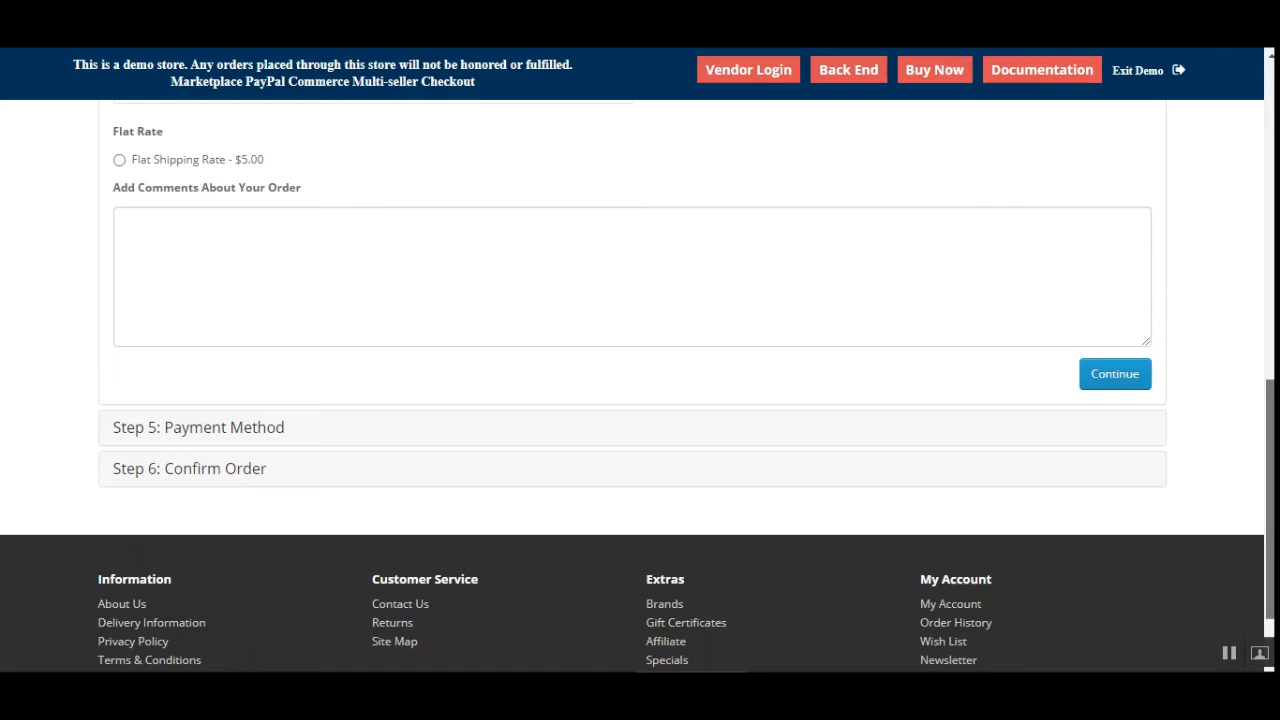 This is a demo store. Any orders placed through this store will not be honored or fulfilled.
Marketplace PayPal Commerce Multi-seller Checkout
Vendor Login
Back End
Buy Now
Documentation
Exit Demo
Flat Rate
Flat Shipping Rate - $5.00
Add Comments About Your Order
Continue
Step 5: Payment Method
Step 6: Confirm Order
Information
About Us
Delivery Information
Privacy Policy
Terms & Conditions
Customer Service
Contact Us
Returns
Site Map
Extras
Brands
Gift Certificates
Affiliate
Specials
My Account
My Account
Order History
Wish List
Newsletter